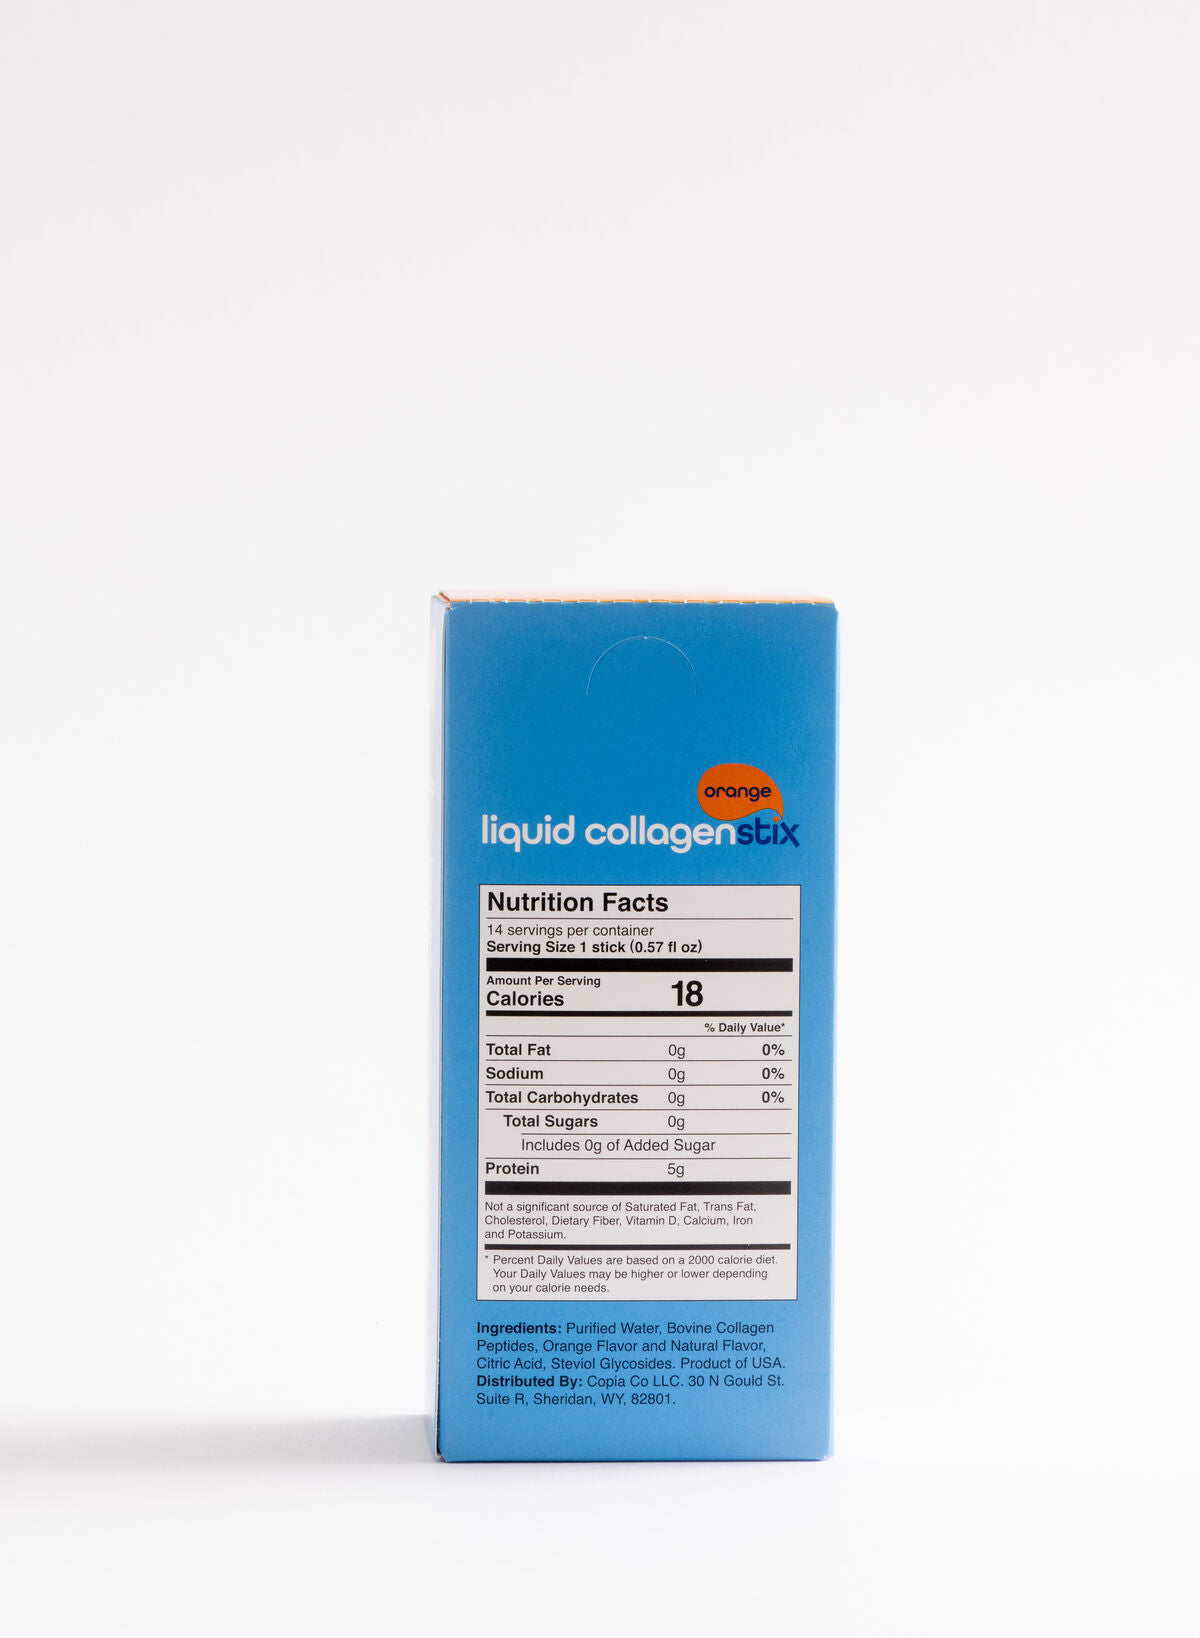 orange
liquid collagenstix
Nutrition Facts
14 servings per container
Serving Size 1 stick (0.57 fl oz)
Amount Per Serving
Calories 18
% Daily Value*
Total Fat 0g 0%
Sodium 0g 0%
Total Carbohydrates 0g 0%
Total Sugars 0g
Includes 0g of Added Sugar
Protein 5g
Not a significant source of Saturated Fat, Trans Fat,
Cholesterol, Dietary Fiber, Vitamin D, Calcium, Iron
and Potassium.
* Percent Daily Values are based on a 2000 calorie diet.
Your Daily Values may be higher or lower depending
on your calorie needs.
Ingredients: Purified Water, Bovine Collagen
Peptides, Orange Flavor and Natural Flavor,
Citric Acid, Steviol Glycosides. Product of USA.
Distributed By: Copia Co LLC. 30 N Gould St.
Suite R, Sheridan, WY, 82801.